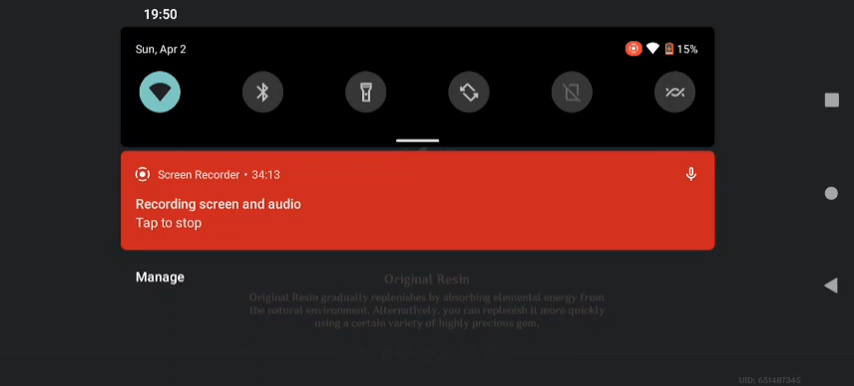 19:50
Sun, Apr 2
15%
Screen Recorder • 34:13
Recording screen and audio
Tap to stop
Manage
Original Resin
Original Resin gradually replenishes by absorbing elemental energy from
the natural environment. Alternatively, you can replenish it more quickly
using a certain variety of highly precious gem.
UID: 651487345